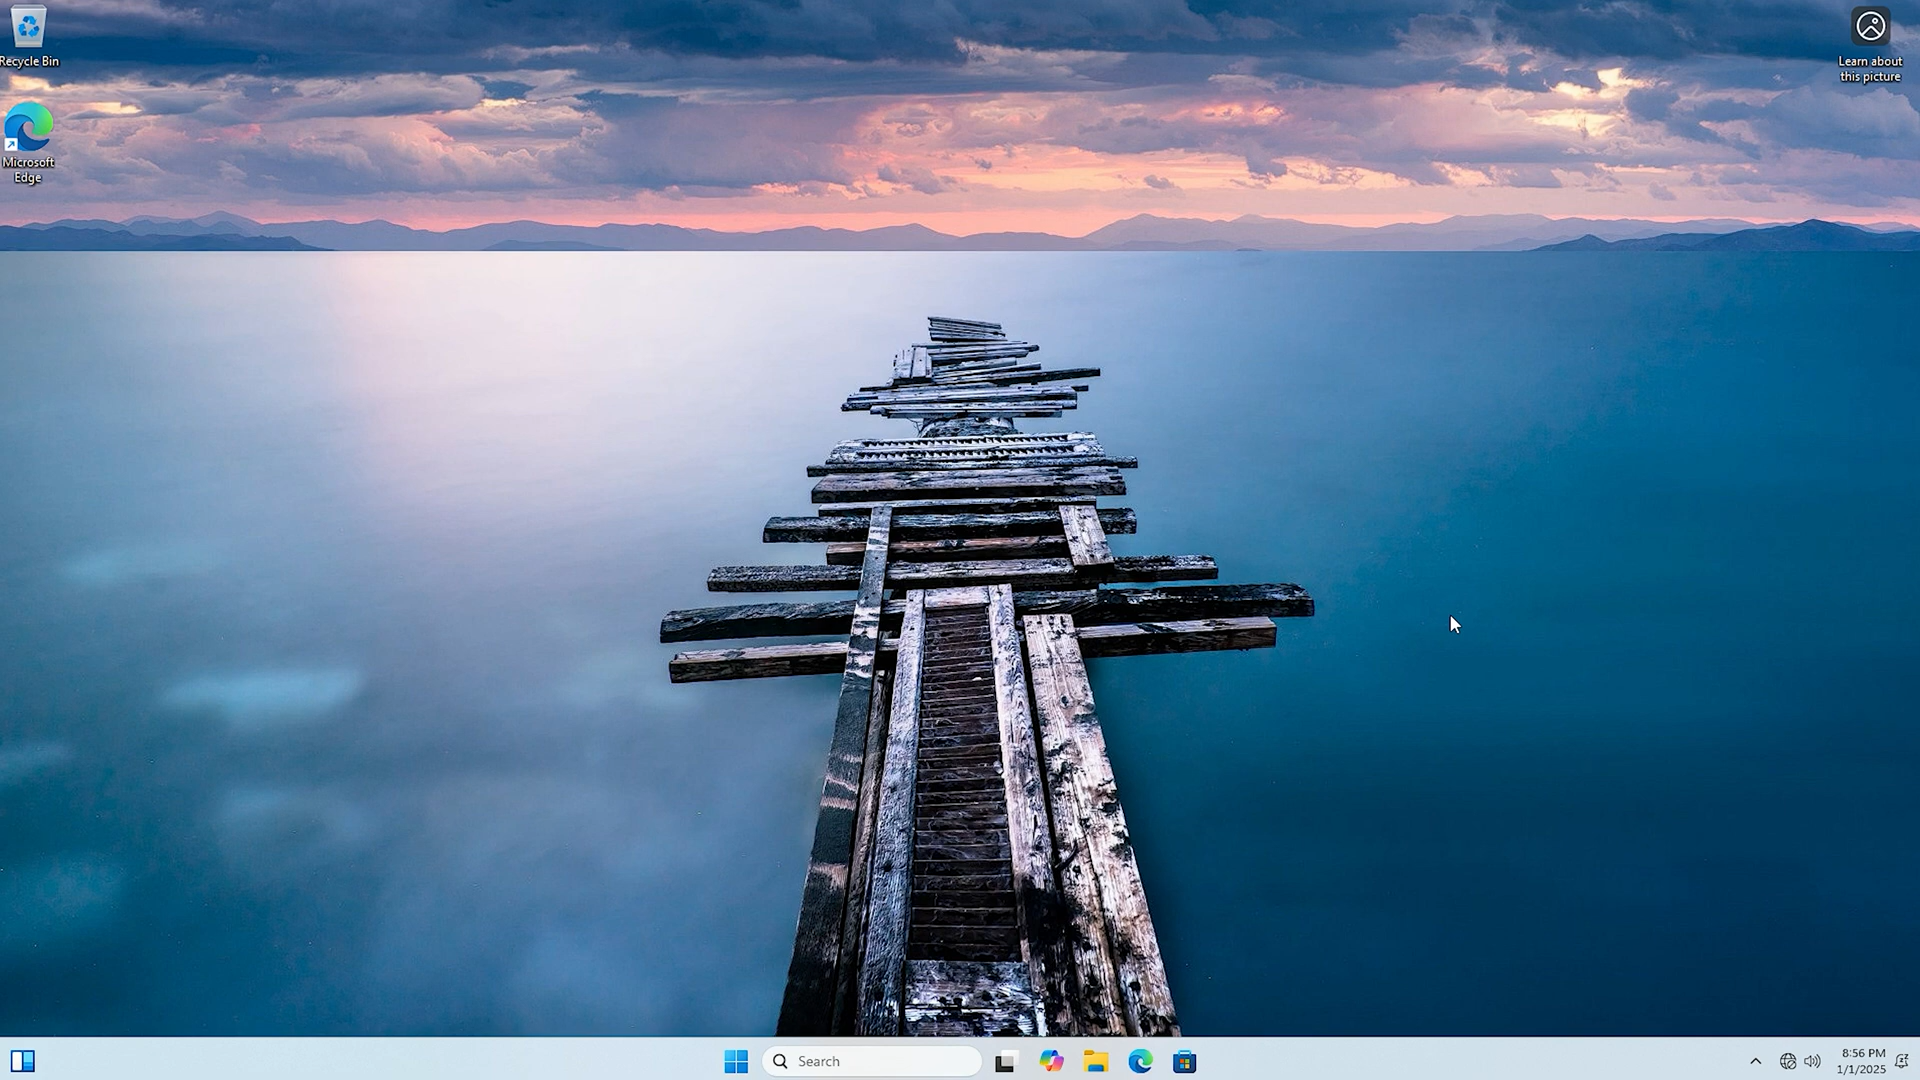 Recycle Bin
Learn about
this picture
Microsoft
Edge
Search
8:56 PM
1/1/2025